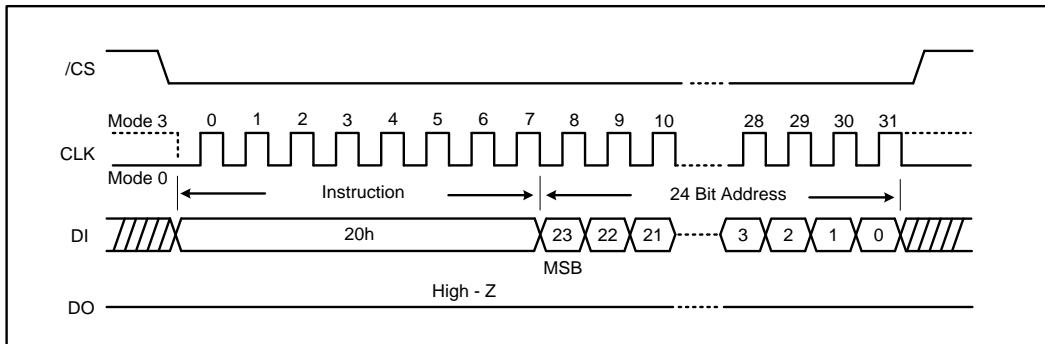 /CS
Mode 3 0 1 2 3 4 5 6 7 8 9 10 28 29 30 31
CLK
Mode 0
Instruction 24 Bit Address
DI 20h 23 22 21 3 2 1 0
MSB
High - Z
DO